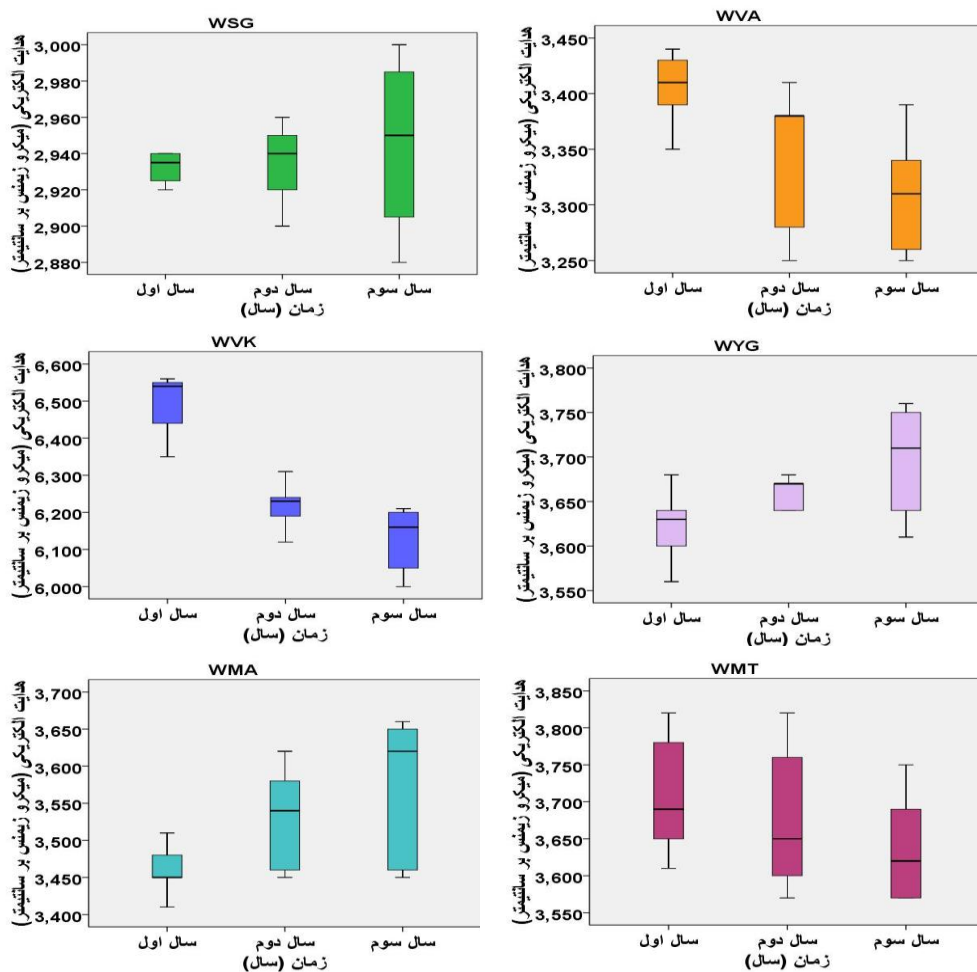 WSG
هدایت الکتریکی (میکرو زیمنس بر سانتیمتر)
3,000
2,980
2,960
2,940
2,920
2,900
2,880
سال اول
سال دوم
سال سوم
زمان (سال)
WVA
هدایت الکتریکی (میکرو زیمنس بر سانتیمتر)
3,450
3,400
3,350
3,300
3,250
سال اول
سال دوم
سال سوم
زمان (سال)
WVK
هدایت الکتریکی (میکرو زیمنس بر سانتیمتر)
6,600
6,500
6,400
6,300
6,200
6,100
6,000
سال اول
سال دوم
سال سوم
زمان (سال)
WYG
هدایت الکتریکی (میکرو زیمنس بر سانتیمتر)
3,800
3,750
3,700
3,650
3,600
3,550
سال اول
سال دوم
سال سوم
زمان (سال)
WMA
هدایت الکتریکی (میکرو زیمنس بر سانتیمتر)
3,700
3,650
3,600
3,550
3,500
3,450
3,400
سال اول
سال دوم
سال سوم
زمان (سال)
WMT
هدایت الکتریکی (میکرو زیمنس بر سانتیمتر)
3,850
3,800
3,750
3,700
3,650
3,600
3,550
سال اول
سال دوم
سال سوم
زمان (سال)